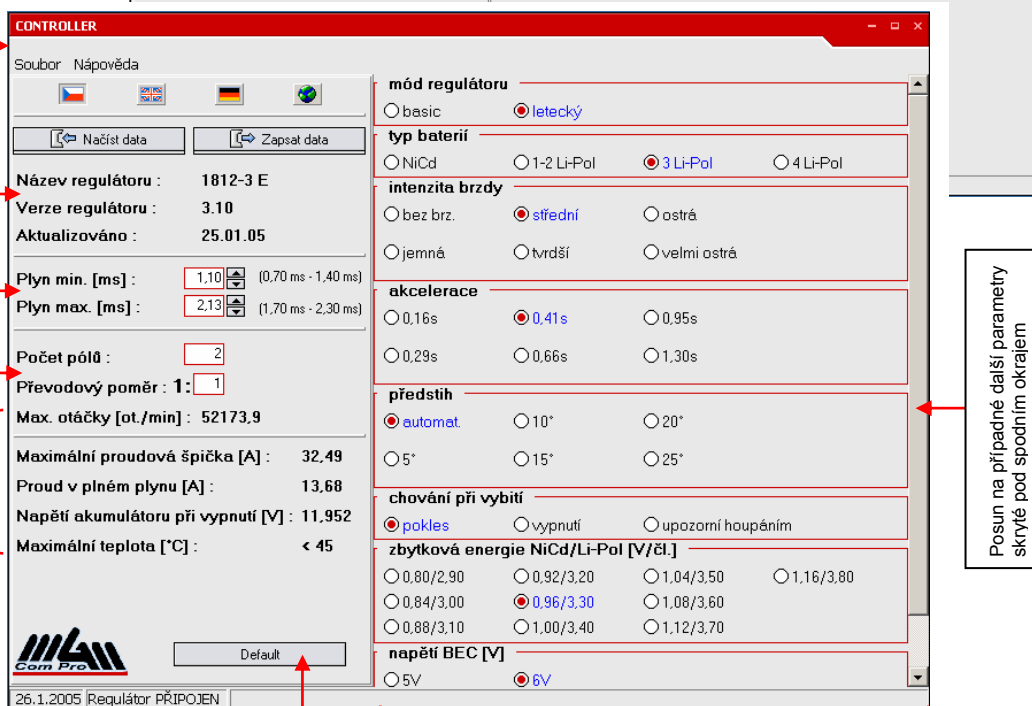 CONTROLLER
Soubor Nápověda
Načíst data Zapsat data
Název regulátoru : 1812-3 E
Verze regulátoru : 3.10
Aktualizováno : 25.01.05
Plyn min. [ms] : 1,10 (0,70 ms - 1,40 ms)
Plyn max. [ms] : 2,13 (1,70 ms - 2,30 ms)
Počet pólů : 2
Převodový poměr : 1: 1
Max. otáčky [ot./min] : 52173,9
Maximální proudová špička [A] : 32,49
Proud v plném plynu [A] : 13,68
Napětí akumulátoru při vypnutí [V] : 11,952
Maximální teplota [°C] : < 45
mgm
Com Pro
Default
26.1.2005 Regulátor PŘIPOJEN
mód regulátoru
basic letecký
typ baterií
NiCd 1-2 Li-Pol 3 Li-Pol 4 Li-Pol
intenzita brzdy
bez brz. střední ostrá
jemná tvrdší velmi ostrá
akcelerace
0,16s 0,41s 0,95s
0,29s 0,66s 1,30s
předstih
automat. 10° 20°
5° 15° 25°
chování při vybití
pokles vypnutí upozorní houpáním
zbytková energie NiCd/Li-Pol [V/čl.]
0,80/2,90 0,92/3,20 1,04/3,50 1,16/3,80
0,84/3,00 0,96/3,30 1,08/3,60
0,88/3,10 1,00/3,40 1,12/3,70
napětí BEC [V]
5V 6V
Posun na případné další parametry
skryté pod spodním okrajem